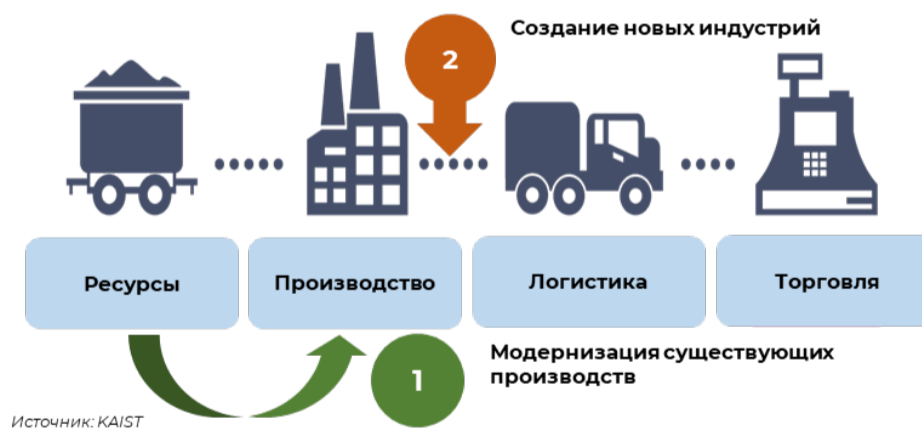 Создание новых индустрий
2
Ресурсы
Производство
Логистика
Торговля
1
Модернизация существующих
производств
Источник: KAIST